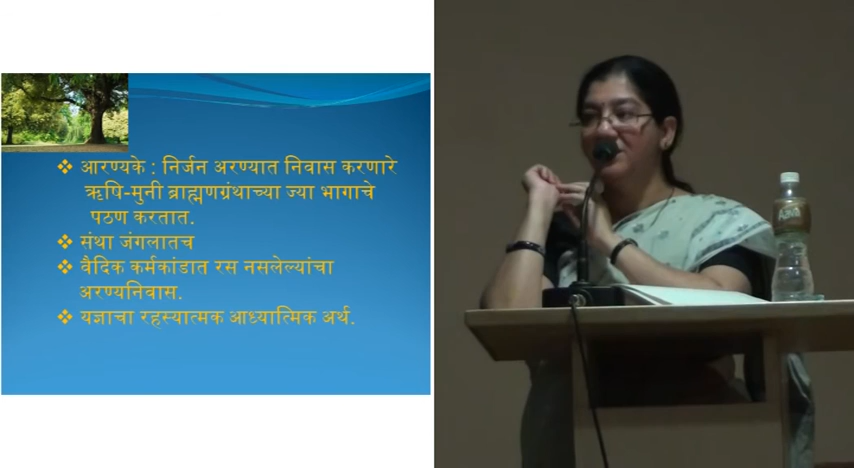 ❖ आरण्यके : निर्जन अरण्यात निवास करणारे
ऋषि-मुनी ब्राह्मणग्रंथाच्या ज्या भागाचे
पठण करतात.
❖ संथा जंगलातच
❖ वैदिक कर्मकांडात रस नसलेल्यांचा
अरण्यनिवास.
❖ यज्ञाचा रहस्यात्मक आध्यात्मिक अर्थ.